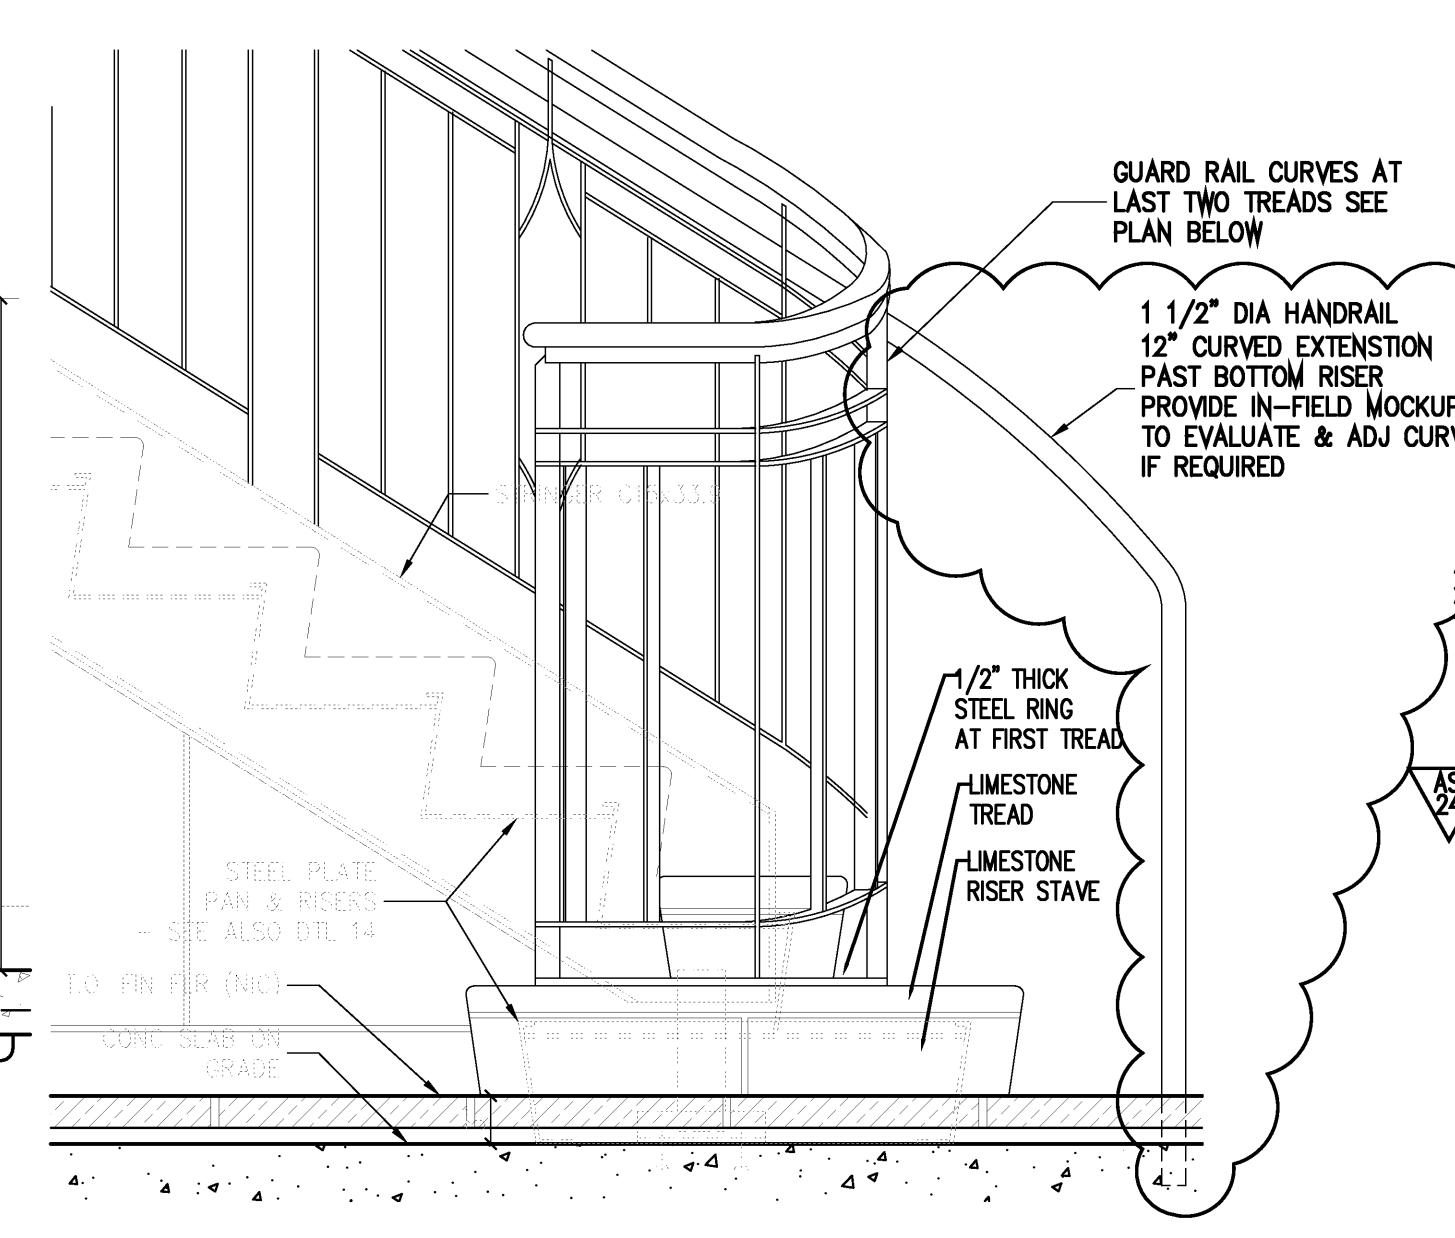 GUARD RAIL CURVES AT
LAST TWO TREADS SEE
PLAN BELOW
1 1/2" DIA HANDRAIL
12" CURVED EXTENSTION
PAST BOTTOM RISER
PROVIDE IN-FIELD MOCKUP
TO EVALUATE & ADJ CURV
IF REQUIRED
STRINGER C15x33.9
1/2" THICK
STEEL RING
AT FIRST TREAD
LIMESTONE
TREAD
LIMESTONE
RISER STAVE
AS
24
STEEL PLATE
PAN & RISERS
- SEE ALSO DTL 14
T.O. FIN FLR (NIC)
CONC SLAB ON
GRADE